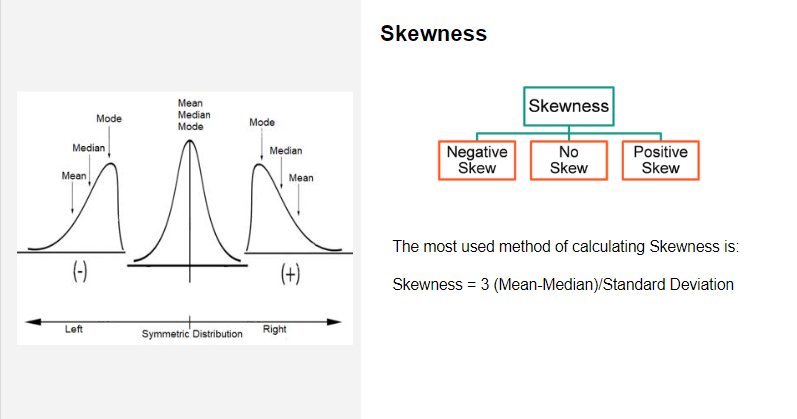 Skewness
Mean
Median
Mode
Mode
Median
Mean
Mode
Median
Mean
(-)
(+)
Left
Symmetric Distribution
Right
Skewness
Negative
Skew
No
Skew
Positive
Skew
The most used method of calculating Skewness is:
Skewness = 3 (Mean-Median)/Standard Deviation